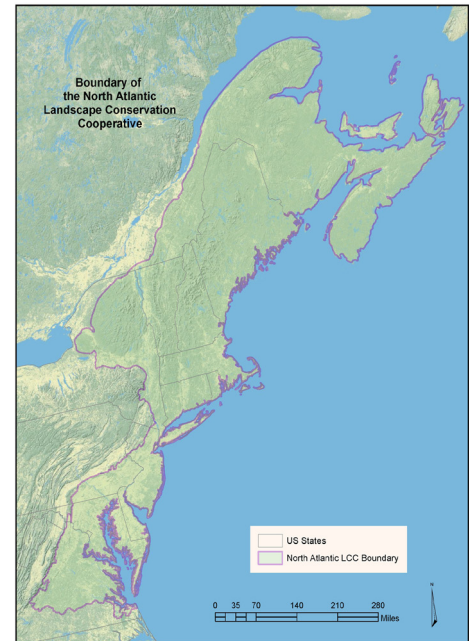 Boundary of
the North Atlantic
Landscape Conservation
Cooperative
US States
North Atlantic LCC Boundary
N
0 35 70 140 210 280
Miles